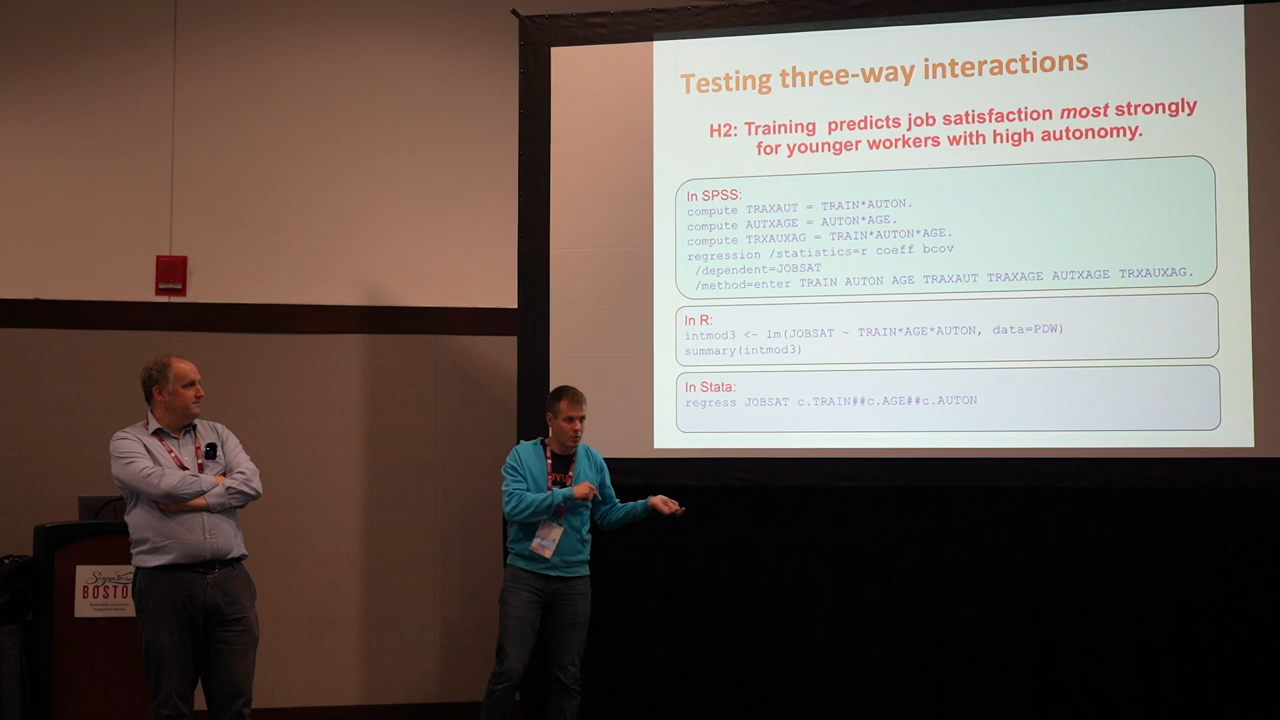 Testing three-way interactions
H2: Training predicts job satisfaction most strongly
for younger workers with high autonomy.
In SPSS:
compute TRAXAUT = TRAIN*AUTON.
compute AUTXAGE = AUTON*AGE.
compute TRXAUXAG = TRAIN*AUTON*AGE.
regression /statistics=r coeff bcov
/dependent=JOBSAT
/method=enter TRAIN AUTON AGE TRAXAUT TRAXAGE AUTXAGE TRXAUXAG.
In R:
intmod3 <- lm(JOBSAT ~ TRAIN*AGE*AUTON, data=PDW)
summary(intmod3)
In Stata:
regress JOBSAT c.TRAIN##c.AGE##c.AUTON
Signature
BOSTO